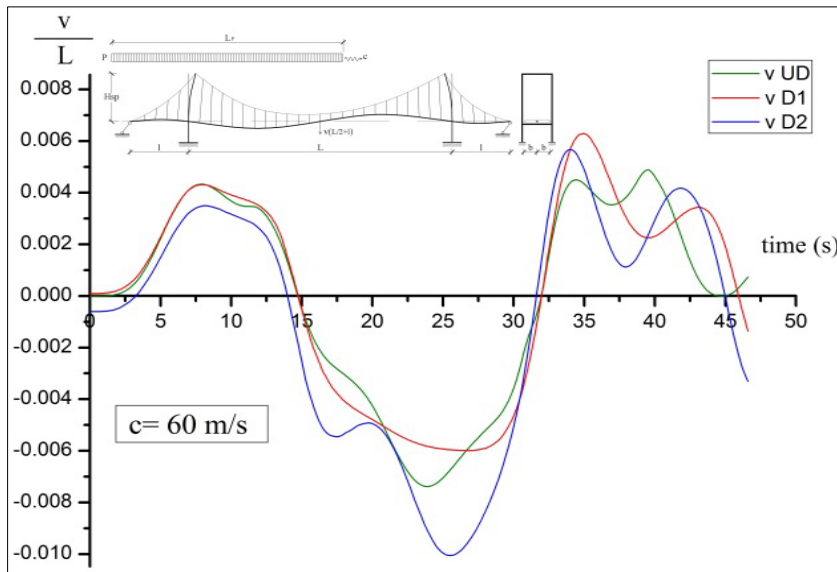 v
L
0.008
0.006
0.004
0.002
0.000
-0.002
-0.004
-0.006
-0.008
-0.010
0 5 10 15 20 25 30 35 40 45 50
time (s)
c= 60 m/s
v UD
v D1
v D2
P
c
Hsp
v(L/2+l)
l L l
b b